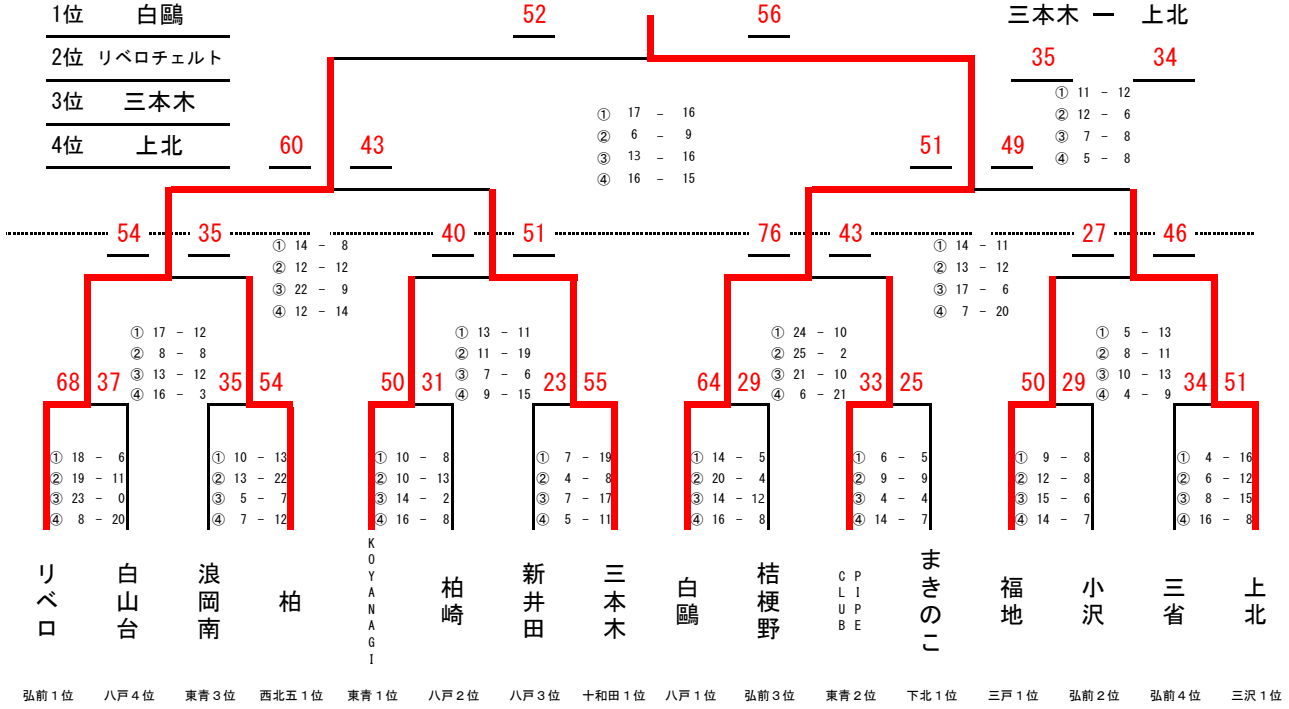 1位 白鷗 52 56 三本木 ー 上北
2位 リベロチェルト 35 34
3位 三本木
4位 上北
① 11 - 12
② 12 - 6
③ 7 - 8
④ 5 - 8
① 17 - 16
② 6 - 9
③ 13 - 16
④ 16 - 15
60 43 51 49
54 35 40 51 76 43 27 46
① 14 - 8
② 12 - 12
③ 22 - 9
④ 12 - 14
① 14 - 11
② 13 - 12
③ 17 - 6
④ 7 - 20
① 17 - 12
② 8 - 8
③ 13 - 12
④ 16 - 3
① 13 - 11
② 11 - 19
③ 7 - 6
④ 9 - 15
① 24 - 10
② 25 - 2
③ 21 - 10
④ 6 - 21
① 5 - 13
② 8 - 11
③ 10 - 13
④ 4 - 9
68 37 35 54 50 31 23 55 64 29 33 25 50 29 34 51
① 18 - 6
② 19 - 11
③ 23 - 0
④ 8 - 20
① 10 - 13
② 13 - 22
③ 5 - 7
④ 7 - 12
① 10 - 8
② 10 - 13
③ 14 - 2
④ 16 - 8
① 7 - 19
② 4 - 8
③ 7 - 17
④ 5 - 11
① 14 - 5
② 20 - 4
③ 14 - 12
④ 16 - 8
① 6 - 5
② 9 - 9
③ 4 - 4
④ 14 - 7
① 9 - 8
② 12 - 8
③ 15 - 6
④ 14 - 7
① 4 - 16
② 6 - 12
③ 8 - 15
④ 16 - 8
リベロ
白山台
浪岡南
柏
KOYANAGI
柏崎
新井田
三本木
白鷗
桔梗野
PIPE
CLUB
まきのこ
福地
小沢
三省
上北
弘前１位 八戸４位 東青３位 西北五１位 東青１位 八戸２位 八戸３位 十和田１位 八戸１位 弘前３位 東青２位 下北１位 三戸１位 弘前２位 弘前４位 三沢１位